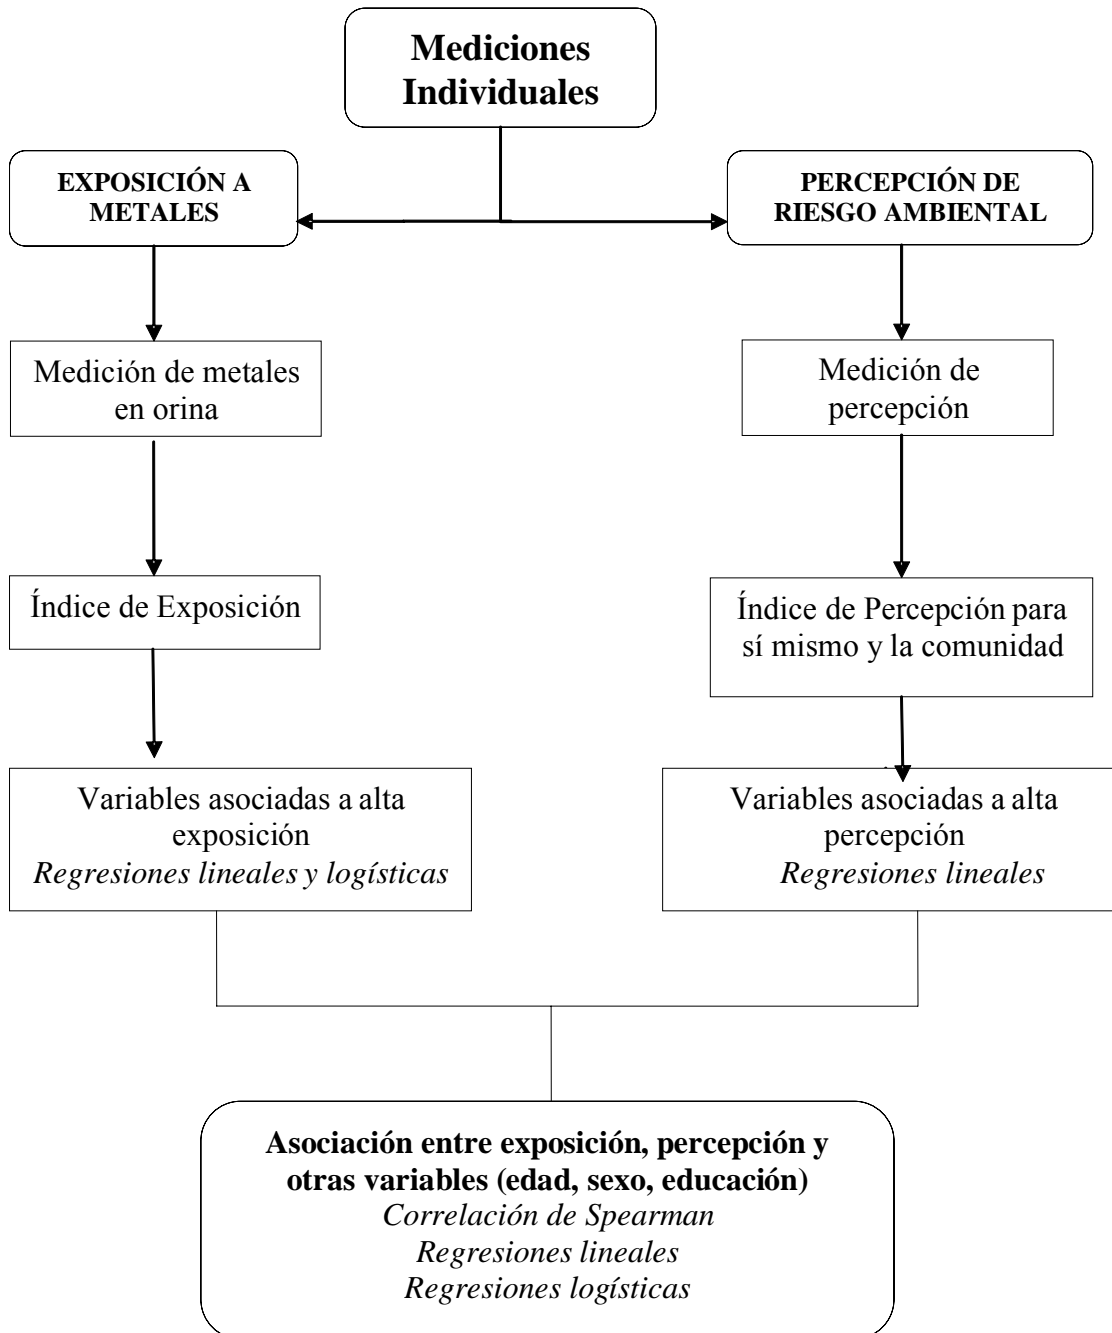 Mediciones
Individuales
EXPOSICIÓN A
METALES
PERCEPCIÓN DE
RIESGO AMBIENTAL
Medición de metales
en orina
Medición de
percepción
Índice de Exposición
Índice de Percepción para
sí mismo y la comunidad
Variables asociadas a alta
exposición
Regresiones lineales y logísticas
Variables asociadas a alta
percepción
Regresiones lineales
Asociación entre exposición, percepción y
otras variables (edad, sexo, educación)
Correlación de Spearman
Regresiones lineales
Regresiones logísticas